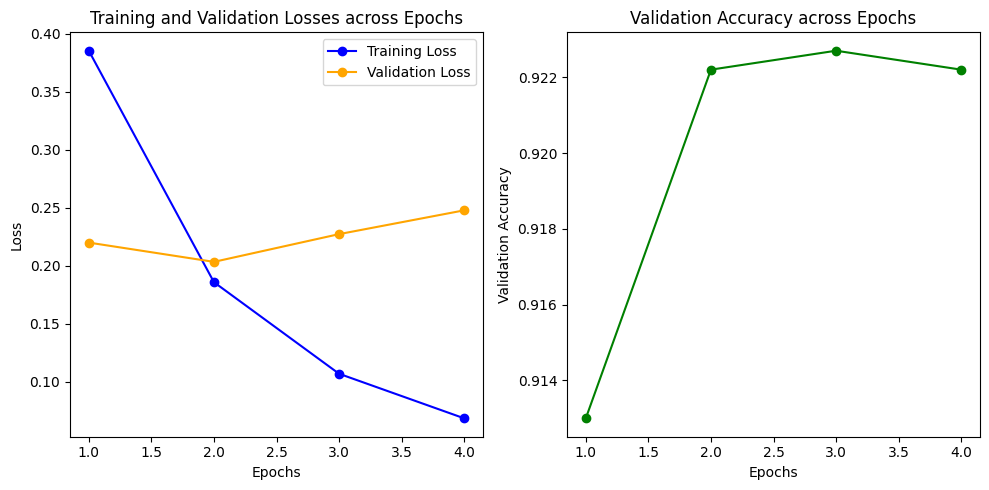 Training and Validation Losses across Epochs
Training Loss
Validation Loss
Loss
0.40
0.35
0.30
0.25
0.20
0.15
0.10
1.0 1.5 2.0 2.5 3.0 3.5 4.0
Epochs
Validation Accuracy across Epochs
Validation Accuracy
0.922
0.920
0.918
0.916
0.914
1.0 1.5 2.0 2.5 3.0 3.5 4.0
Epochs